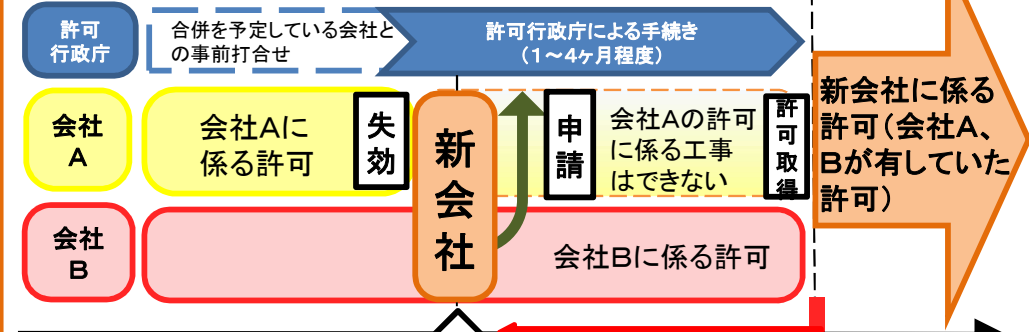 許可
行政庁
合併を予定している会社と
の事前打合せ
許可行政庁による手続き
（1～4ヶ月程度）
会社
A
会社Aに
係る許可
失効
新会社
申請
会社Aの許可
に係る工事
はできない
許可取得
新会社に係る
許可（会社A、
Bが有していた
許可）
会社
B
会社Bに係る許可